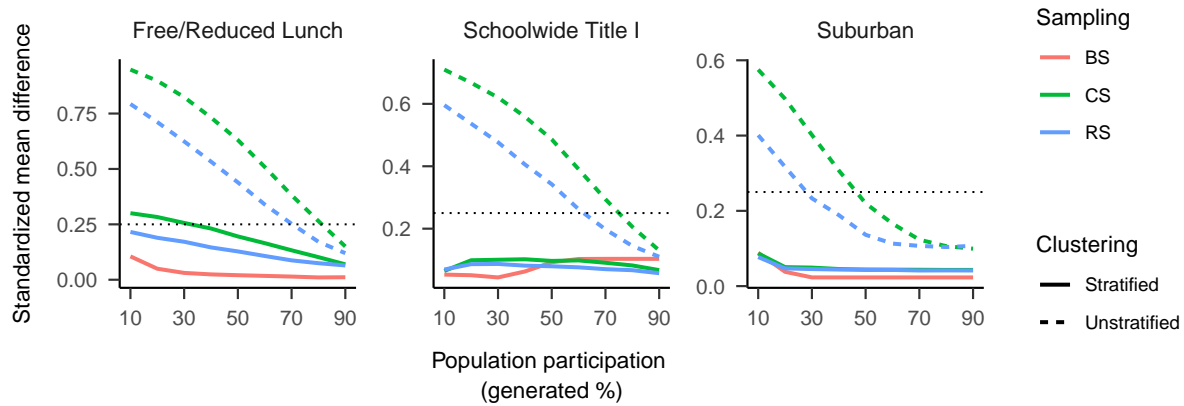 Free/Reduced Lunch
Schoolwide Title I
Suburban
Standardized mean difference
0.75
0.50
0.25
0.00
0.6
0.4
0.2
0.6
0.4
0.2
0.0
10 30 50 70 90
10 30 50 70 90
10 30 50 70 90
Population participation
(generated %)
Sampling
BS
CS
RS
Clustering
Stratified
Unstratified